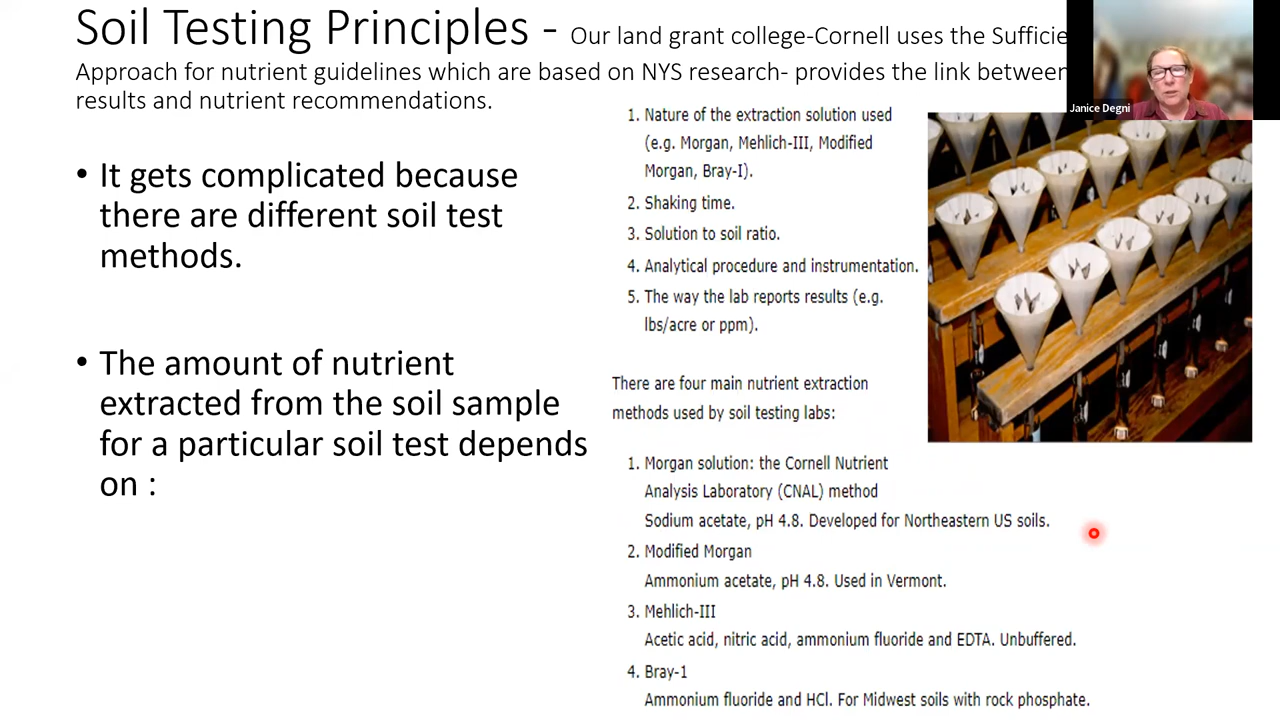 Soil Testing Principles - Our land grant college-Cornell uses the
Approach for nutrient guidelines which are based on NYS research- provides the link between
results and nutrient recommendations.
Janice Degni
• It gets complicated because
there are different soil test
methods.
• The amount of nutrient
extracted from the soil sample
for a particular soil test depends
on :
1. Nature of the extraction solution used
(e.g. Morgan, Mehlich-III, Modified
Morgan, Bray-I).
2. Shaking time.
3. Solution to soil ratio.
4. Analytical procedure and instrumentation.
5. The way the lab reports results (e.g.
lbs/acre or ppm).
There are four main nutrient extraction
methods used by soil testing labs:
1. Morgan solution: the Cornell Nutrient
Analysis Laboratory (CNAL) method
Sodium acetate, pH 4.8. Developed for Northeastern US soils.
2. Modified Morgan
Ammonium acetate, pH 4.8. Used in Vermont.
3. Mehlich-III
Acetic acid, nitric acid, ammonium fluoride and EDTA. Unbuffered.
4. Bray-1
Ammonium fluoride and HCl. For Midwest soils with rock phosphate.